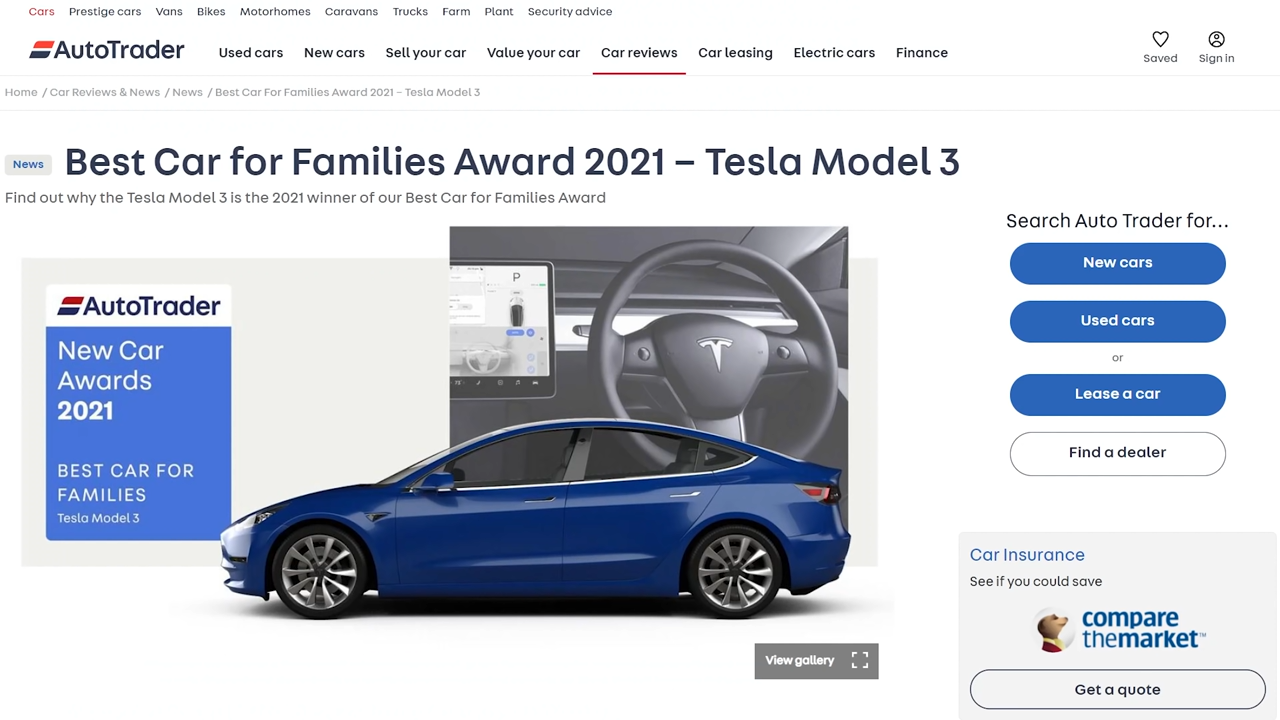 Cars Prestige cars Vans Bikes Motorhomes Caravans Trucks Farm Plant Security advice
AutoTrader
Used cars New cars Sell your car Value your car Car reviews Car leasing Electric cars Finance
Saved Sign in
Home / Car Reviews & News / News / Best Car For Families Award 2021 – Tesla Model 3
News Best Car for Families Award 2021 – Tesla Model 3
Find out why the Tesla Model 3 is the 2021 winner of our Best Car for Families Award
AutoTrader
New Car
Awards
2021
BEST CAR FOR
FAMILIES
Tesla Model 3
P
View gallery
Search Auto Trader for...
New cars
Used cars
or
Lease a car
Find a dealer
Car Insurance
See if you could save
compare
themarket™
Get a quote